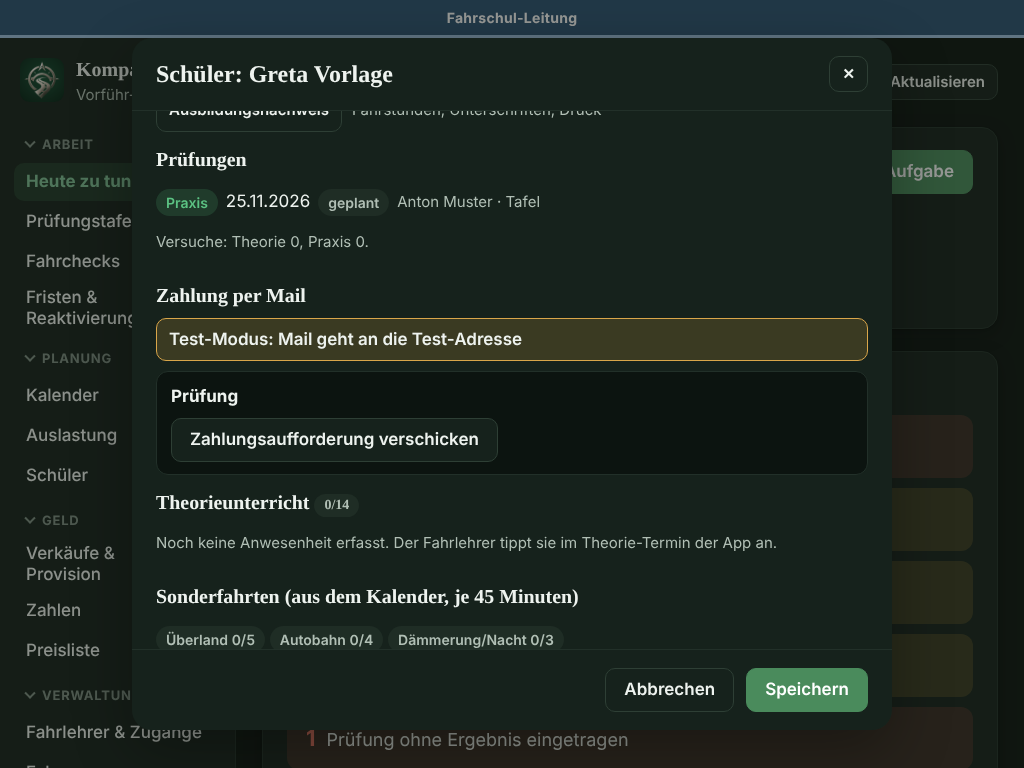 Fahrschul-Leitung
Schüler: Greta Vorlage
×
Aktualisieren
Ausbildungsnachweis Fahrstunden, Unterschriften, Druck
ARBEIT
Heute zu tun
Fahrchecks
Fristen &
PLANUNG
Kalender
Auslastung
Schüler
GELD
Verkäufe &
Provision
Zahlen
Preisliste
Fahrlehrer & Zugänge
Prüfungen
Praxis 25.11.2026 geplant Anton Muster · Tafel
Versuche: Theorie 0, Praxis 0.
Zahlung per Mail
Test-Modus: Mail geht an die Test-Adresse
Prüfung
Zahlungsaufforderung verschicken
Theorieunterricht 0/14
Noch keine Anwesenheit erfasst. Der Fahrlehrer tippt sie im Theorie-Termin der App an.
Sonderfahrten (aus dem Kalender, je 45 Minuten)
Überland 0/5 Autobahn 0/4 Dämmerung/Nacht 0/3
Abbrechen Speichern
1 Prüfung ohne Ergebnis eingetragen